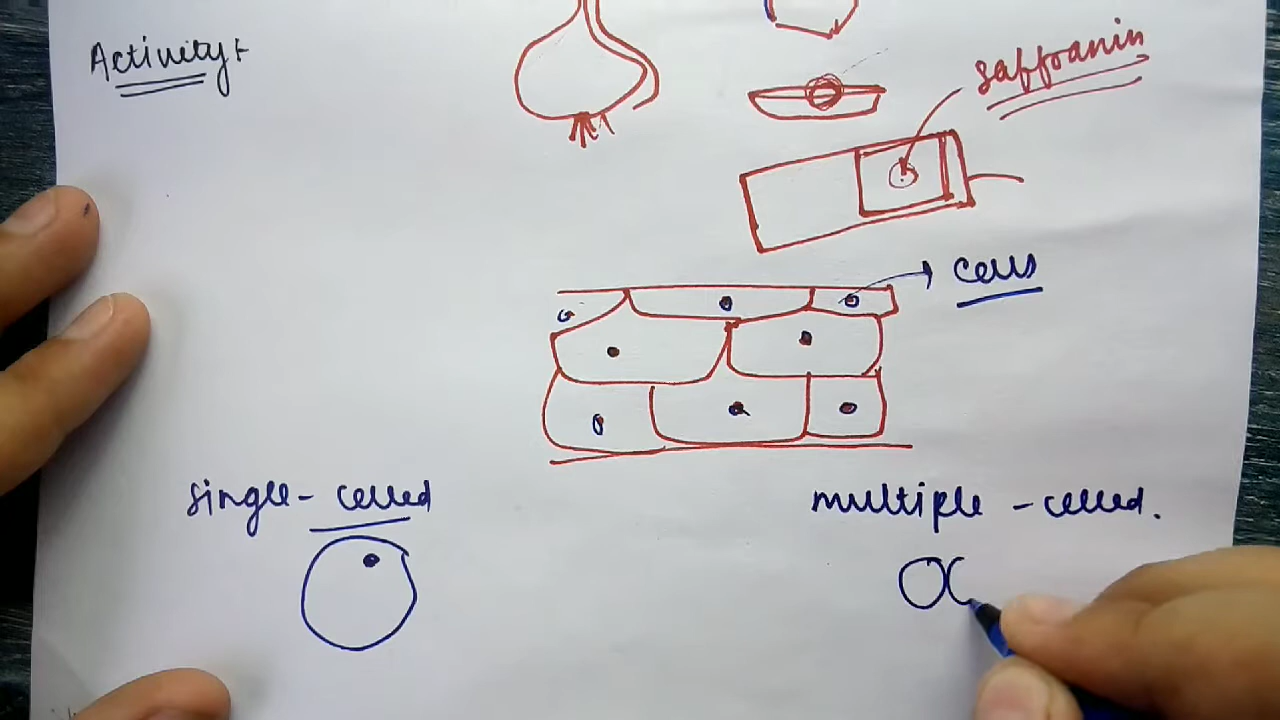 Activity:-
saffranin
cells
single-celled
multiple-celled.